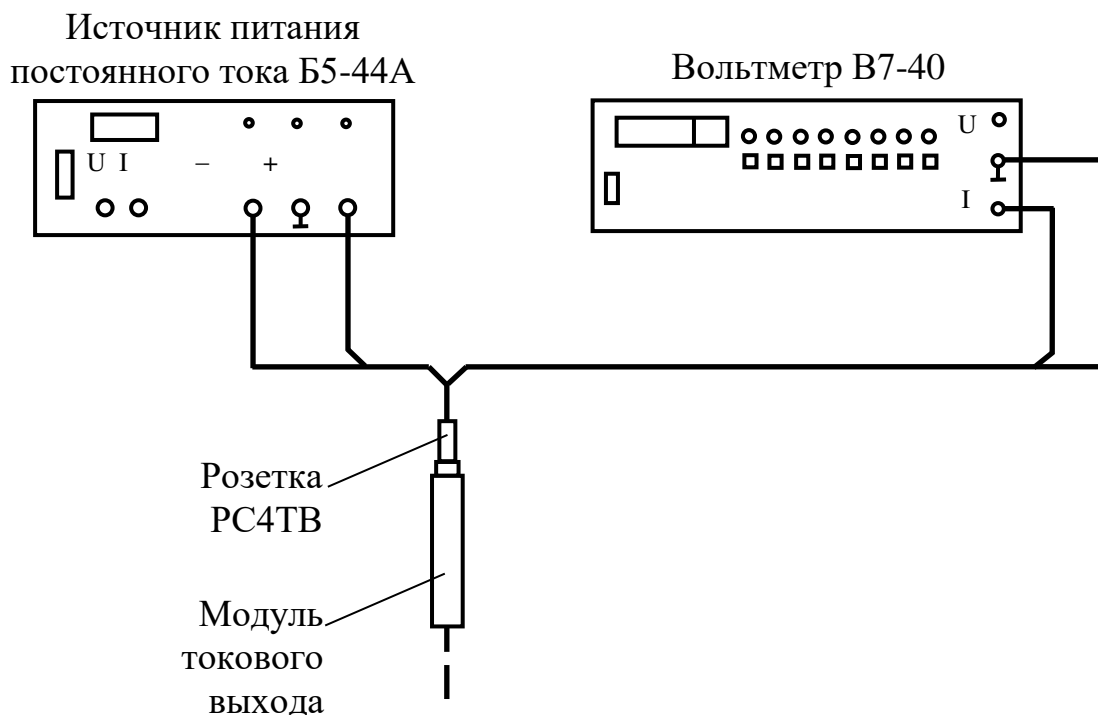 Источник питания
постоянного тока Б5-44А
Вольтметр В7-40
U I – +
U
I
Розетка
РС4ТВ
Модуль
токового
выхода